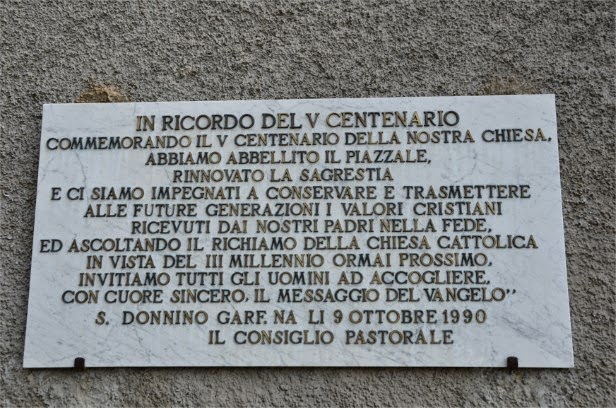 IN RICORDO DEL V CENTENARIO
COMMEMORANDO IL V CENTENARIO DELLA NOSTRA CHIESA,
ABBIAMO ABBELLITO IL PIAZZALE,
RINNOVATO LA SAGRESTIA
E CI SIAMO IMPEGNATI A CONSERVARE E TRASMETTERE
ALLE FUTURE GENERAZIONI I VALORI CRISTIANI
RICEVUTI DAI NOSTRI PADRI NELLA FEDE,
ED ASCOLTANDO IL RICHIAMO DELLA CHIESA CATTOLICA
IN VISTA DEL III MILLENNIO ORMAI PROSSIMO,
INVITIAMO TUTTI GLI UOMINI AD ACCOGLIERE,
CON CUORE SINCERO, IL MESSAGGIO DEL VANGELO"
S. DONNINO GARF. NA LI 9 OTTOBRE 1990
IL CONSIGLIO PASTORALE